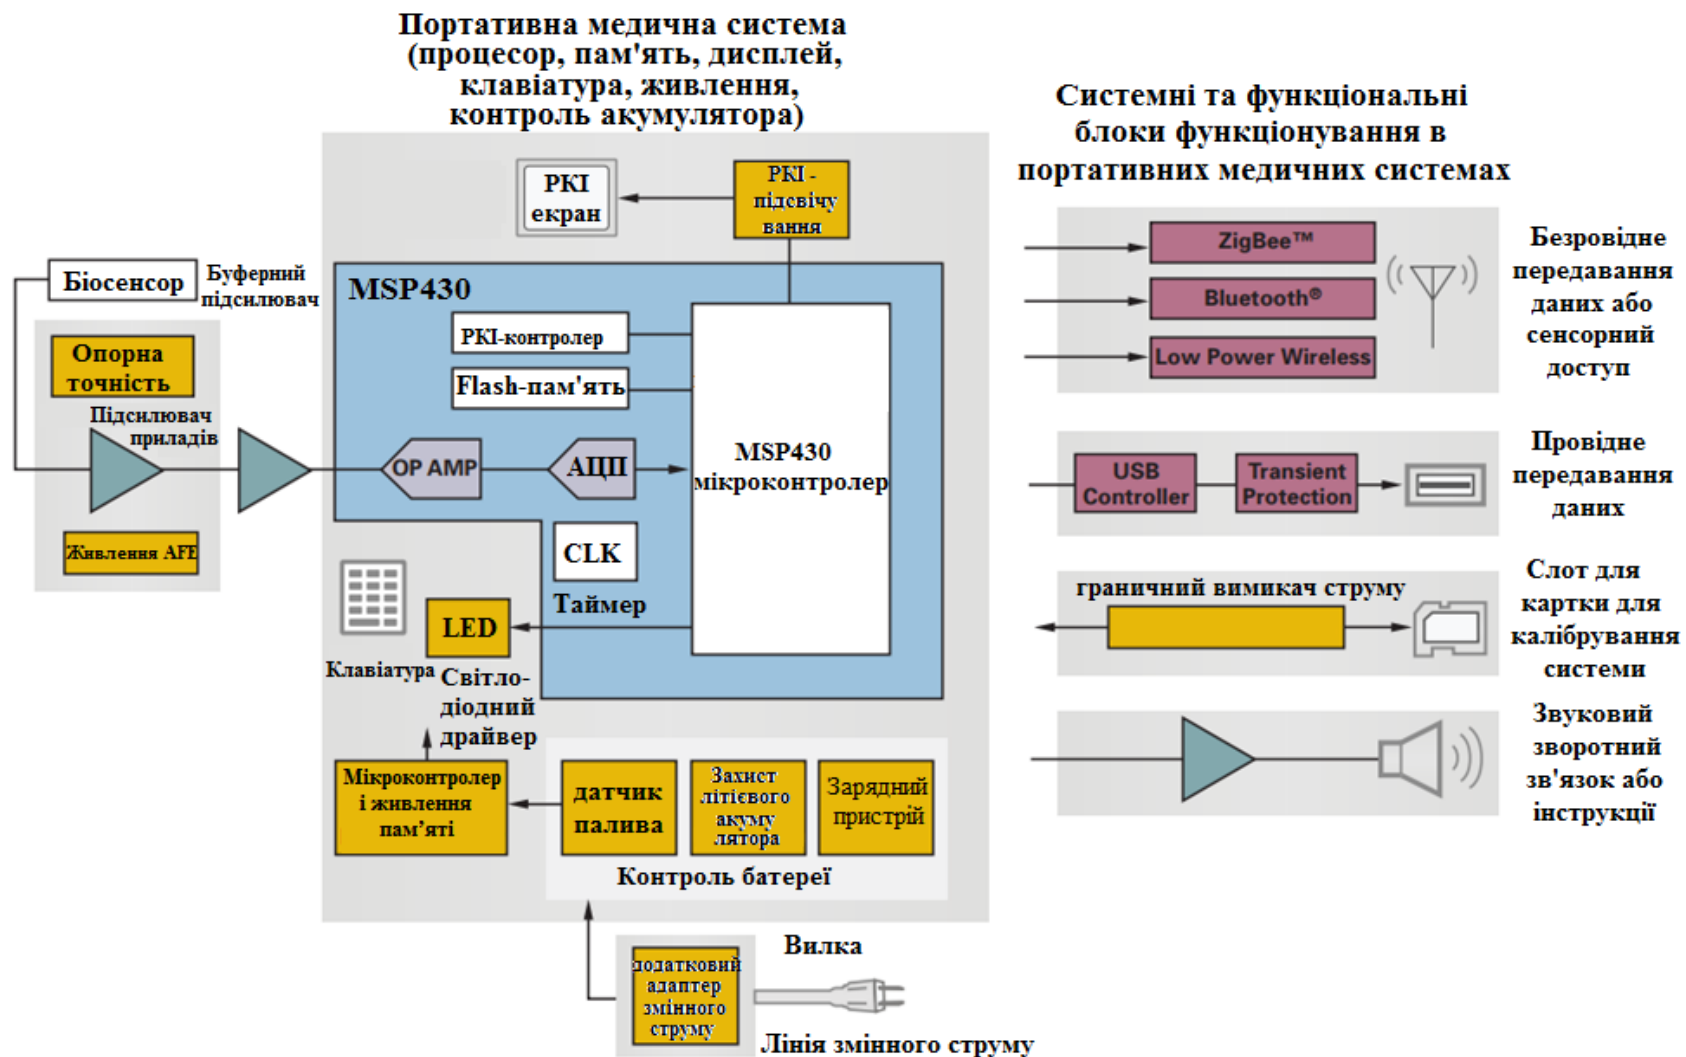 Портативна медична система
(процесор, пам'ять, дисплей,
клавіатура, живлення,
контроль акумулятора)
РКІ
екран
РКІ -
підсвічу
вання
Біосенсор
Буферний
підсилювач
Опорна
точність
Підсилювач
приладів
Живлення AFE
MSP430
РКІ-контролер
Flash-пам'ять
OP AMP
АЦП
MSP430
мікроконтролер
CLK
Таймер
LED
Клавіатура
Світло-
діодний
драйвер
Мікроконтролер
і живлення
пам’яті
датчик
палива
Захист
літієвого
акуму
лятора
Зарядний
пристрій
Контроль батереї
додатковий
адаптер
змінного
струму
Вилка
Лінія змінного струму
Системні та функціональні
блоки функціонування в
портативних медичних системах
ZigBee™
Bluetooth®
Low Power Wireless
Безровідне
передавання
даних або
сенсорний
доступ
USB
Controller
Transient
Protection
Провідне
передавання
даних
граничний вимикач струму
Слот для
картки для
калібрування
системи
Звуковий
зворотний
зв'язок або
інструкції